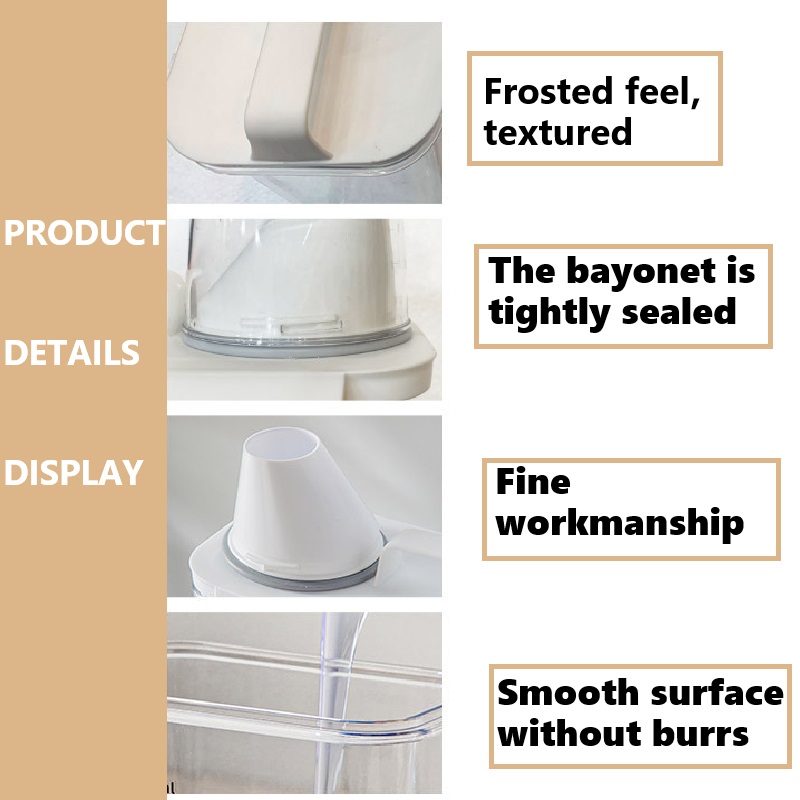 PRODUCT
DETAILS
DISPLAY
Frosted feel,
textured
The bayonet is
tightly sealed
Fine
workmanship
Smooth surface
without burrs